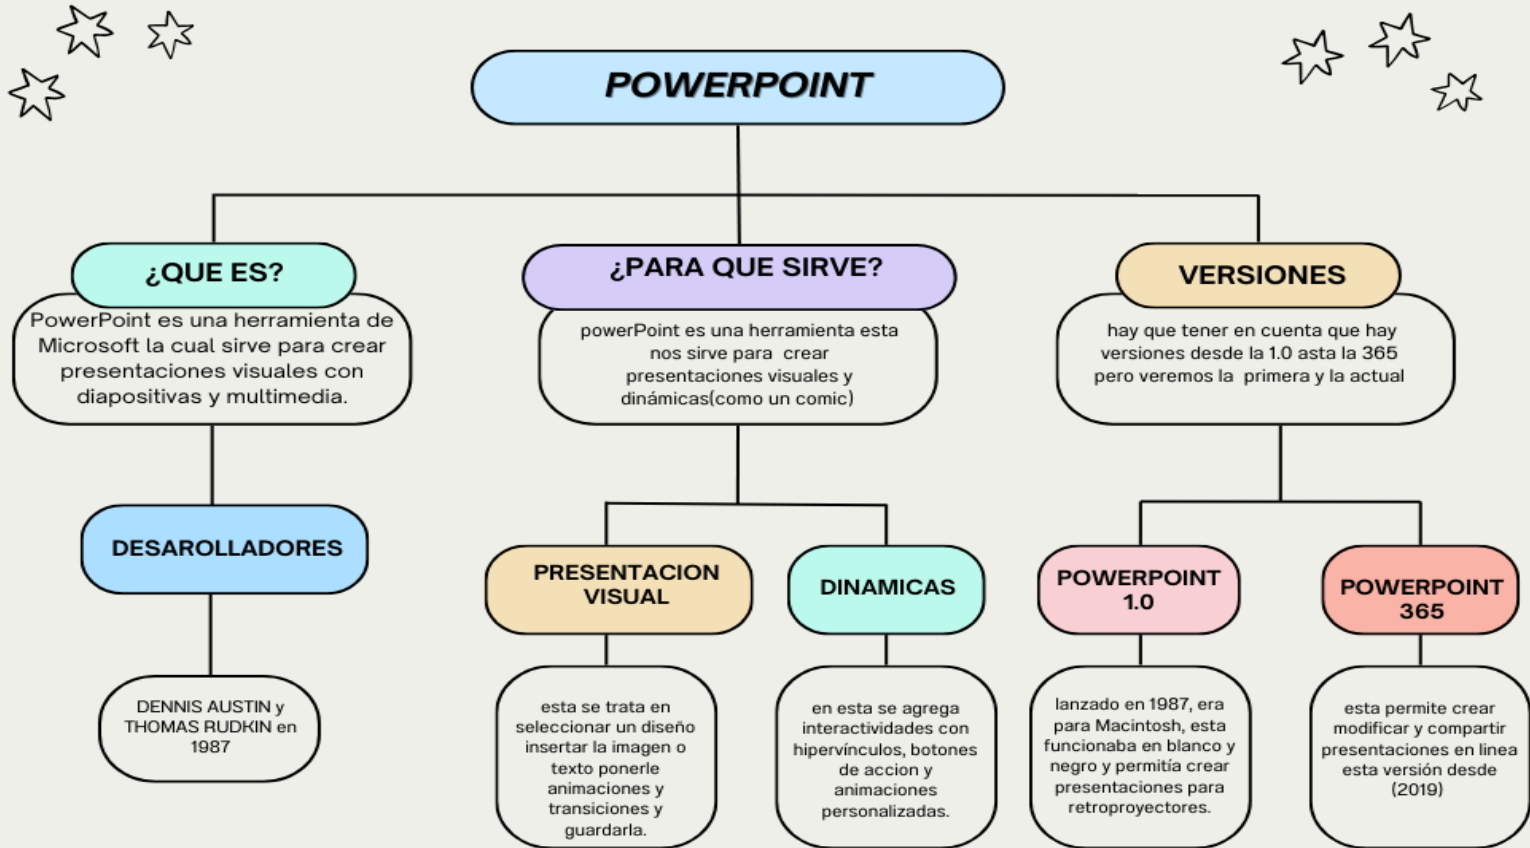 POWERPOINT
¿QUE ES?
PowerPoint es una herramienta de
Microsoft la cual sirve para crear
presentaciones visuales con
diapositivas y multimedia.
DESAROLLADORES
DENNIS AUSTIN y
THOMAS RUDKIN en
1987
¿PARA QUE SIRVE?
powerPoint es una herramienta esta
nos sirve para crear
presentaciones visuales y
dinámicas(como un comic)
PRESENTACION
VISUAL
esta se trata en
seleccionar un diseño
insertar la imagen o
texto ponerle
animaciones y
transiciones y
guardarla.
DINAMICAS
en esta se agrega
interactividades con
hipervínculos, botones
de accion y
animaciones
personalizadas.
VERSIONES
hay que tener en cuenta que hay
versiones desde la 1.0 asta la 365
pero veremos la primera y la actual
POWERPOINT
1.0
lanzado en 1987, era
para Macintosh, esta
funcionaba en blanco y
negro y permitía crear
presentaciones para
retroproyectores.
POWERPOINT
365
esta permite crear
modificar y compartir
presentaciones en linea
esta versión desde
(2019)